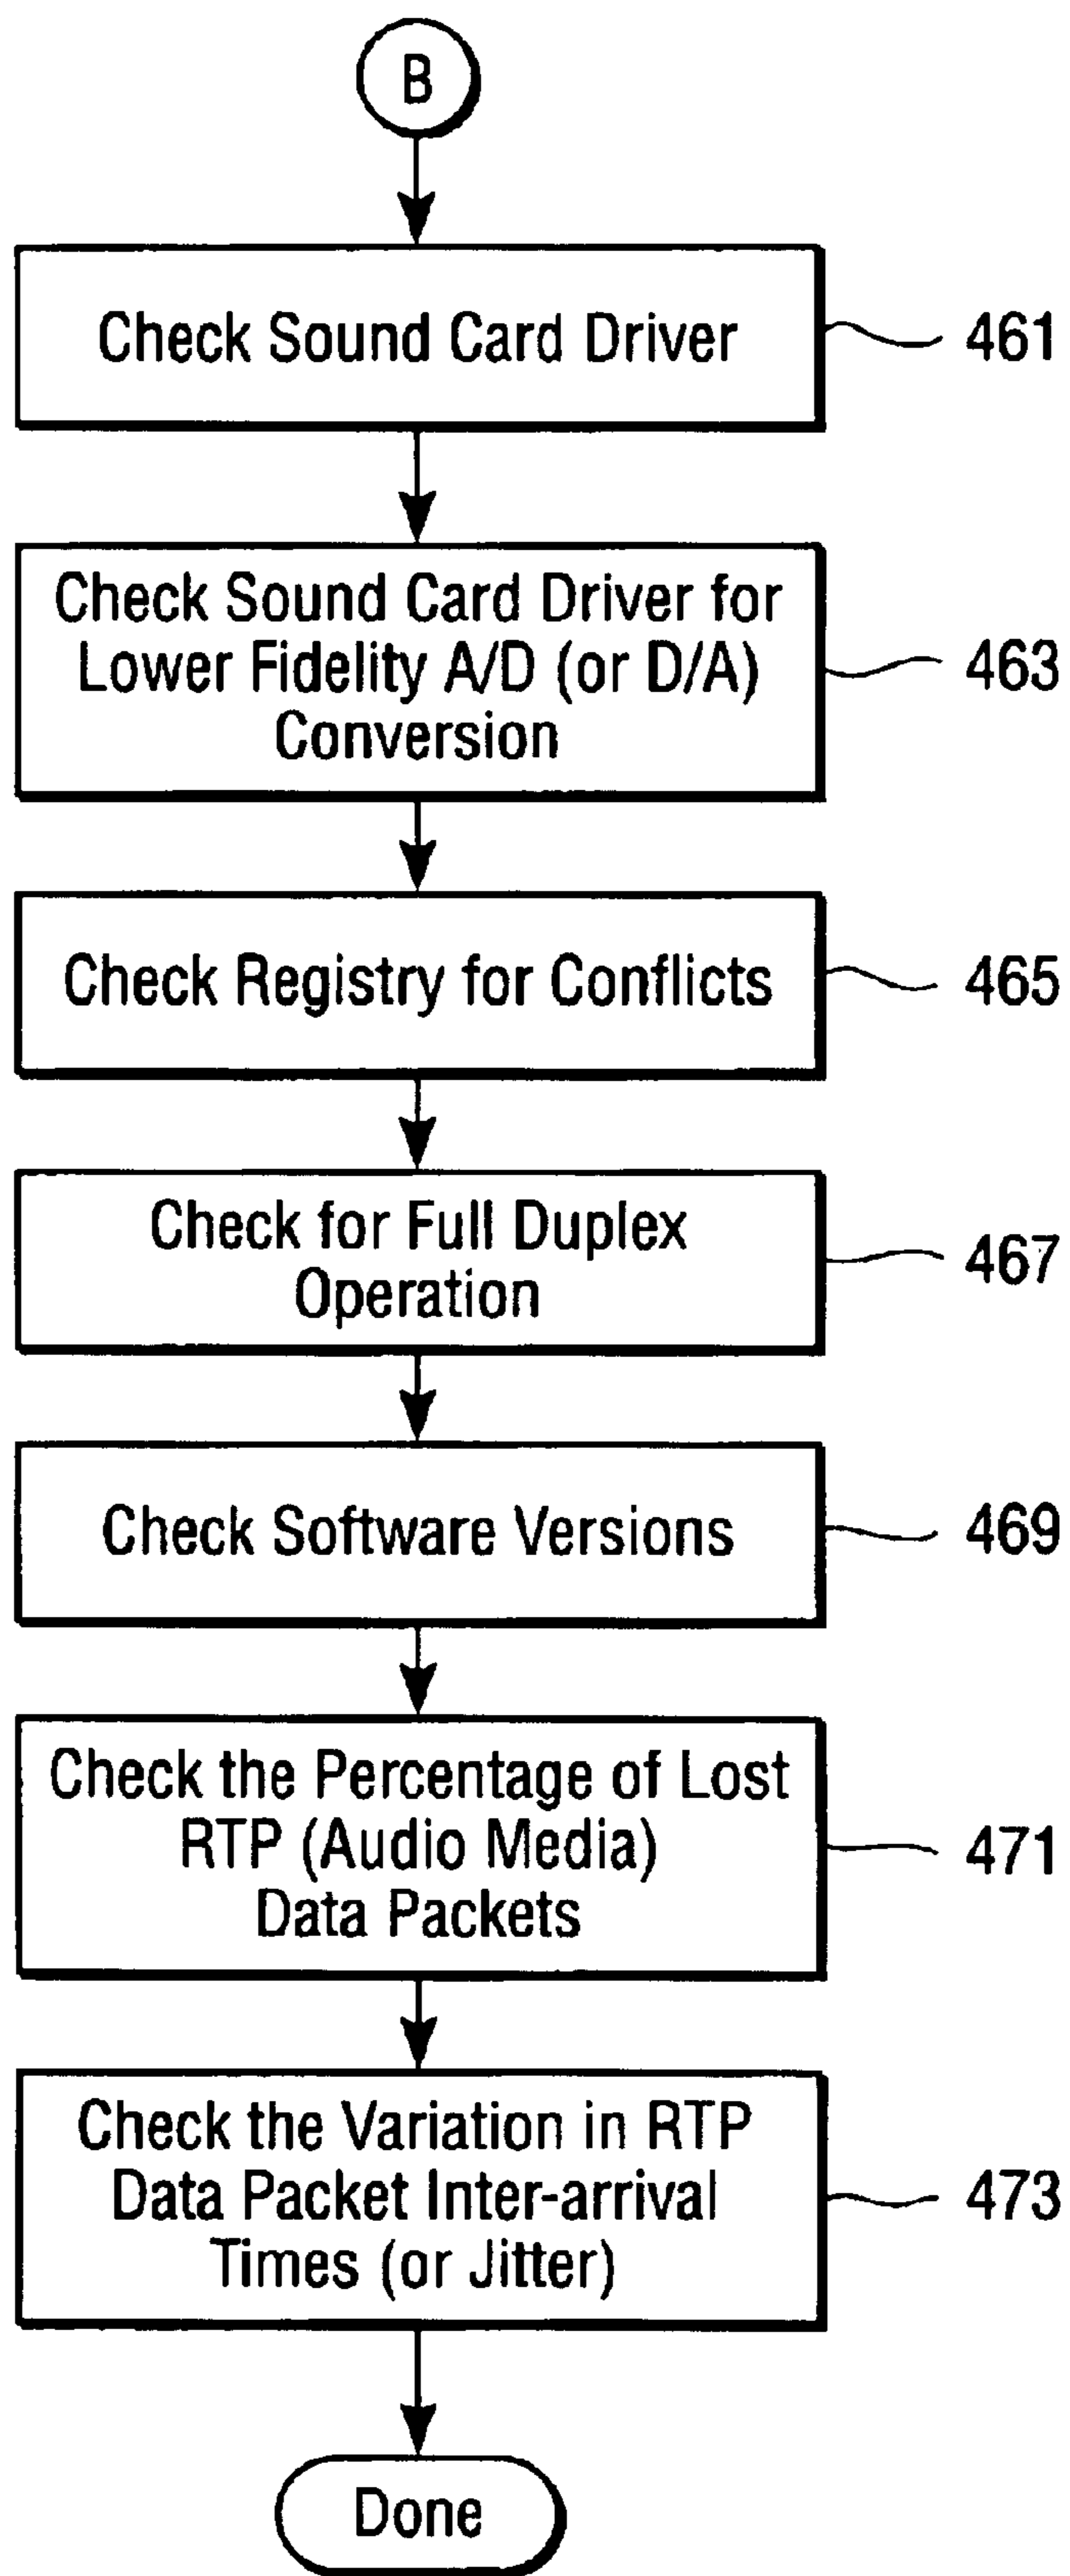 B
Check Sound Card Driver
461
Check Sound Card Driver for
Lower Fidelity A/D (or D/A)
Conversion
463
Check Registry for Conflicts
465
Check for Full Duplex
Operation
467
Check Software Versions
469
Check the Percentage of Lost
RTP (Audio Media)
Data Packets
471
Check the Variation in RTP
Data Packet Inter-arrival
Times (or Jitter)
473
Done